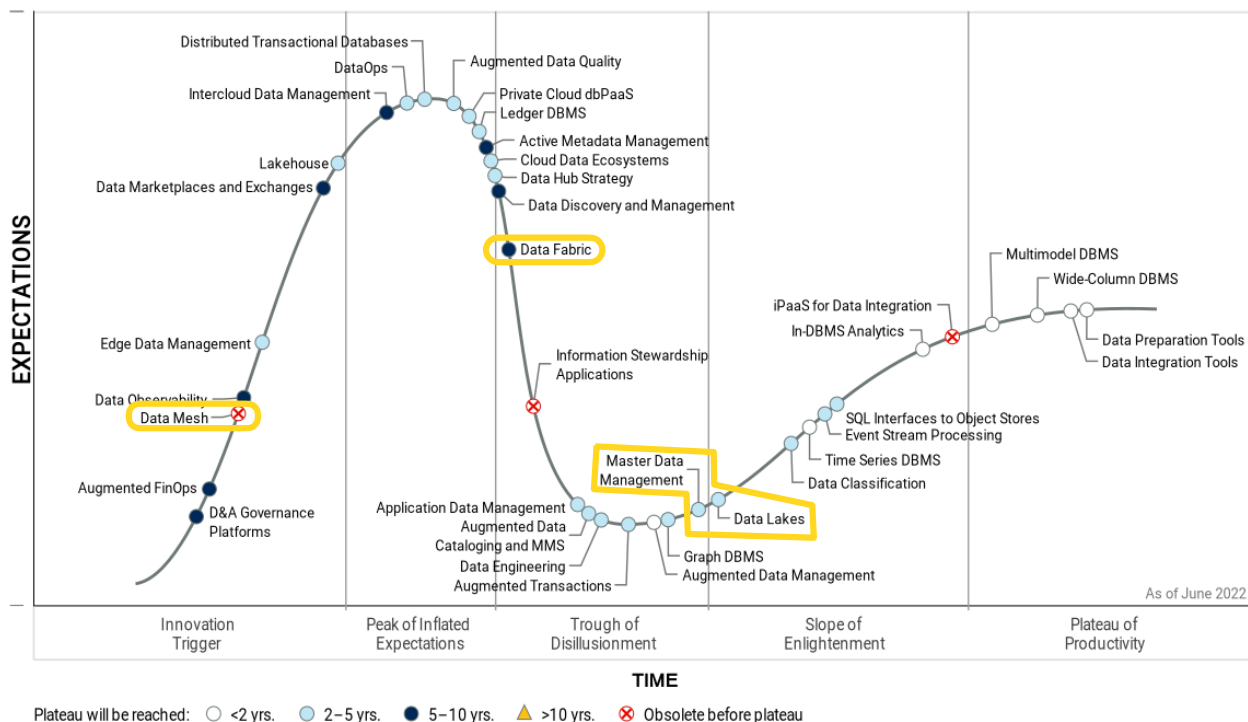 Distributed Transactional Databases
DataOps
Augmented Data Quality
Intercloud Data Management
Private Cloud dbPaaS
Ledger DBMS
Active Metadata Management
Lakehouse
Cloud Data Ecosystems
Data Marketplaces and Exchanges
Data Hub Strategy
Data Discovery and Management
EXPECTATIONS
Data Fabric
Multimodel DBMS
Wide-Column DBMS
iPaaS for Data Integration
In-DBMS Analytics
Edge Data Management
Data Preparation Tools
Information Stewardship
Applications
Data Integration Tools
Data Observability
Data Mesh
SQL Interfaces to Object Stores
Event Stream Processing
Master Data
Management
Time Series DBMS
Augmented FinOps
Data Classification
D&A Governance
Platforms
Application Data Management
Data Lakes
Augmented Data
Cataloging and MMS
Graph DBMS
Data Engineering
Augmented Data Management
Augmented Transactions
As of June 2022
Innovation
Trigger
Peak of Inflated
Expectations
Trough of
Disillusionment
Slope of
Enlightenment
Plateau of
Productivity
TIME
Plateau will be reached: <2 yrs. 2–5 yrs. 5–10 yrs. >10 yrs. Obsolete before plateau